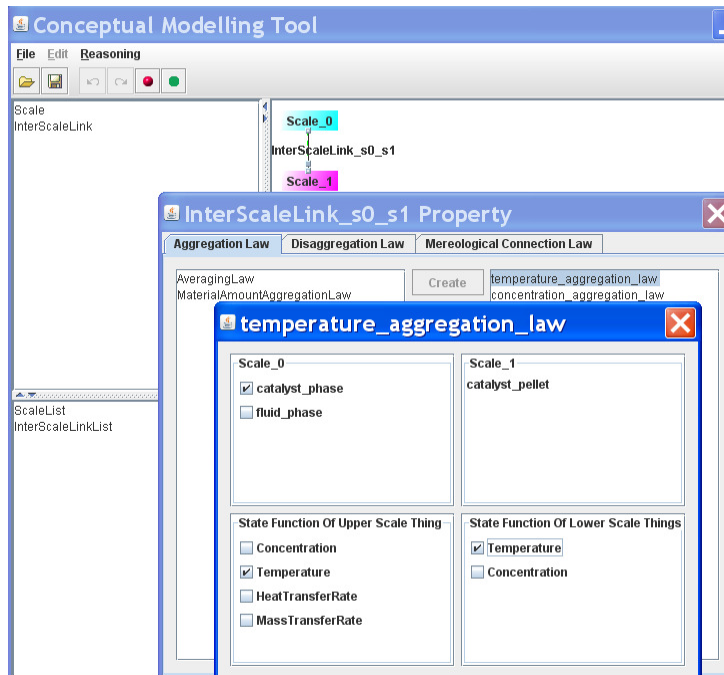 Conceptual Modelling Tool
File Edit Reasoning
Scale
InterScaleLink
Scale_0
InterScaleLink_s0_s1
Scale_1
InterScaleLink_s0_s1 Property
Aggregation Law Disaggregation Law Mereological Connection Law
AveragingLaw
MaterialAmountAggregationLaw
Create
temperature_aggregation_law
concentration_aggregation_law
temperature_aggregation_law
Scale_0
catalyst_phase
fluid_phase
Scale_1
catalyst_pellet
ScaleList
InterScaleLinkList
State Function Of Upper Scale Thing
Concentration
Temperature
HeatTransferRate
MassTransferRate
State Function Of Lower Scale Things
Temperature
Concentration